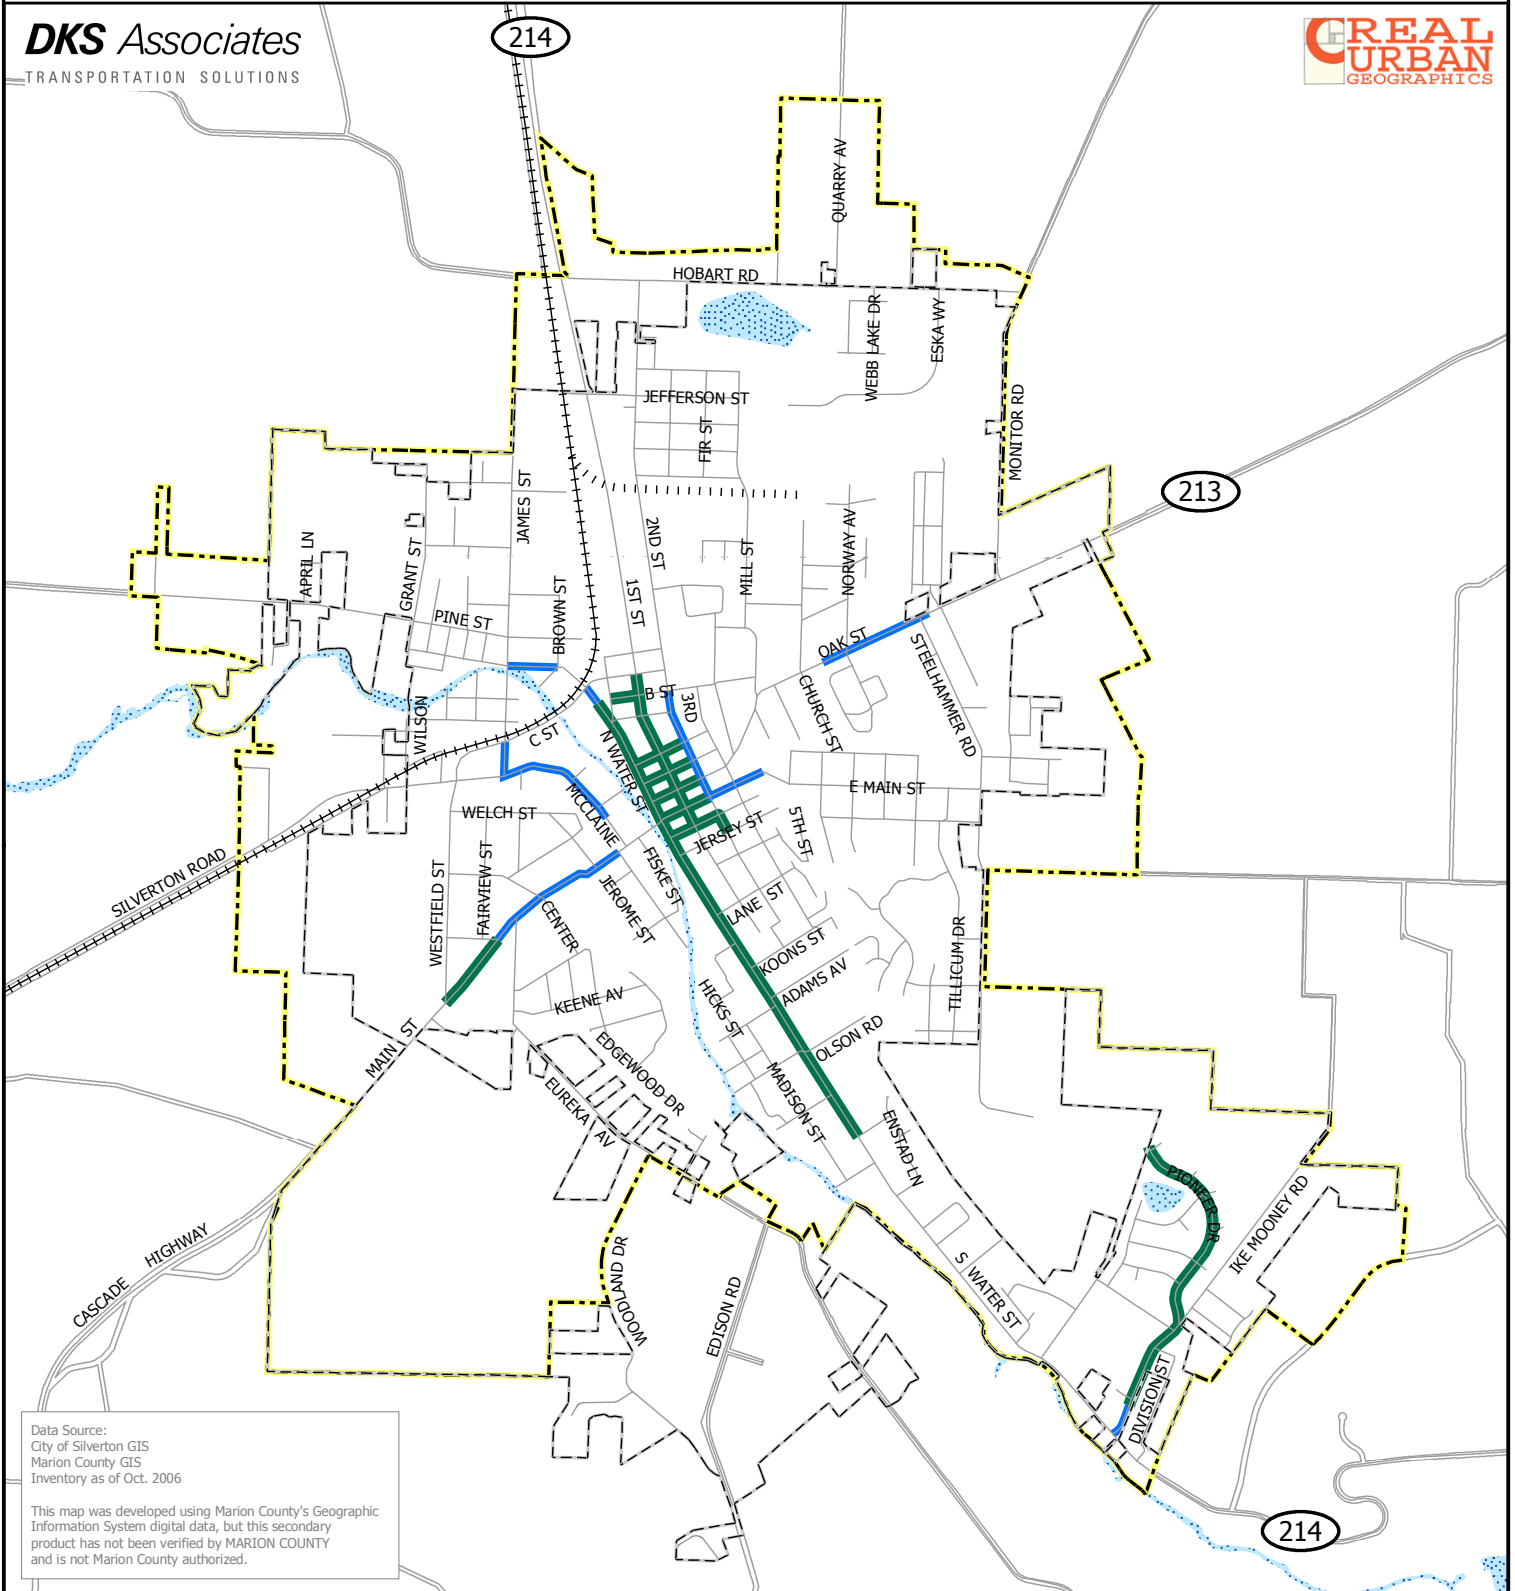 DKS Associates
TRANSPORTATION SOLUTIONS
214
CREAL
URBAN
GEOGRAPHICS
QUARRY AV
HOBART RD
WEBB LAKE DR
ESKA WY
JEFFERSON ST
FIR ST
MONITOR RD
213
JAMES ST
2ND ST
APRIL LN
GRANT ST
MILL ST
NORWAY AV
BROWN ST
1ST ST
PINE ST
OAK ST
STEELHAMMER RD
B ST
3RD
CHURCH ST
WILSON
C ST
N WATER ST
E MAIN ST
MCCLAINE
WELCH ST
JERSEY ST
5TH ST
SILVERTON ROAD
WESTFIELD ST
FAIRVIEW ST
FISKE ST
JEROME ST
LANE ST
CENTER
TILLICUM DR
KOONS ST
ADAMS AV
KEENE AV
HICKS ST
OLSON RD
MAIN ST
EDGEWOOD DR
EUREKA AV
MADISON ST
ENSTAD LN
PIONEER DR
IKE MOONEY RD
CASCADE HIGHWAY
WOODLAND DR
EDISON RD
S WATER ST
DIVISION ST
Data Source:
City of Silverton GIS
Marion County GIS
Inventory as of Oct. 2006
This map was developed using Marion County's Geographic
Information System digital data, but this secondary
product has not been verified by MARION COUNTY
and is not Marion County authorized.
214